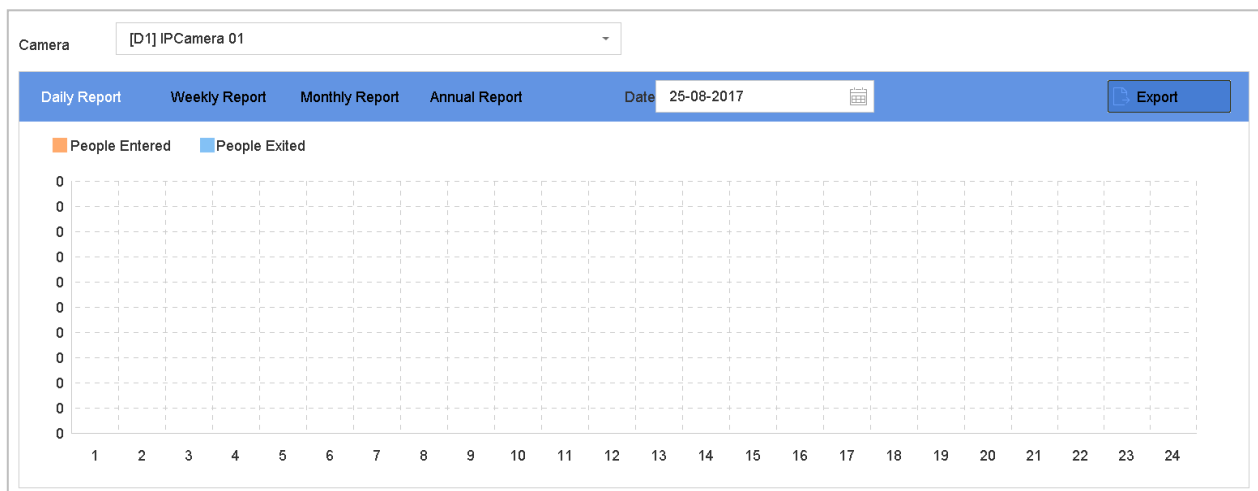 Camera [D1] IPCamera 01
Daily Report Weekly Report Monthly Report Annual Report Date 25-08-2017 Export
People Entered People Exited
0
0
0
0
0
0
0
0
0
0
0
1 2 3 4 5 6 7 8 9 10 11 12 13 14 15 16 17 18 19 20 21 22 23 24